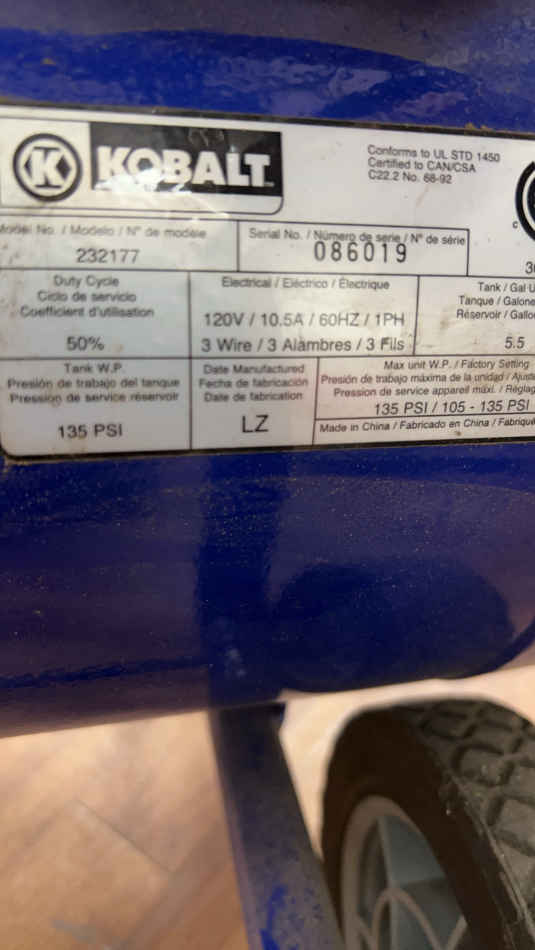 K KOBALT
Conforms to UL STD 1450
Certified to CAN/CSA
C22.2 No. 68-92
Model No. / Modelo / N° de modèle
232177
Serial No. / Número de serie / N° de série
086019
Duty Cycle
Ciclo de servicio
Coefficient d'utilisation
50%
Electrical / Eléctrico / Électrique
120V / 10.5A / 60HZ / 1PH
3 Wire / 3 Alambres / 3 Fils
Tank / Gal
Tanque /
Réservoir /
5.5
Tank W.P.
Presión de trabajo del tanque
Pression de service réservoir
135 PSI
Date Manufactured
Fecha de fabricación
Date de fabrication
LZ
Max unit W.P. / Factory Setting
Presión de trabajo máxima de la unidad /
Pression de service appareil maxi. /
135 PSI / 105 - 135 PSI
Made in China / Fabricado en China /